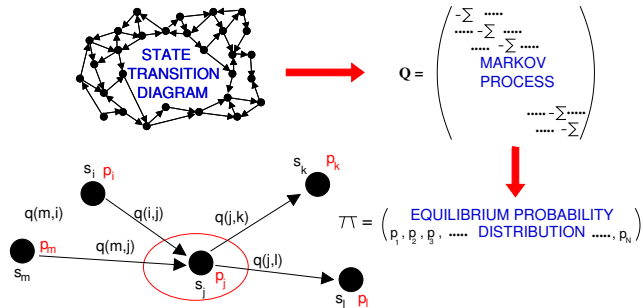 STATE
TRANSITION
DIAGRAM
Q =
-∑ .....
..... -∑ .....
..... -∑ .....
MARKOV
PROCESS
..... -∑ .....
..... -∑
s_i p_i
s_k p_k
q(m,i)
q(i,j)
q(j,k)
p_m
s_m
q(m,j)
s_j p_j
q(j,l)
s_l p_l
π = ( p_1, p_2, p_3, ..... EQUILIBRIUM PROBABILITY DISTRIBUTION ....., p_N )